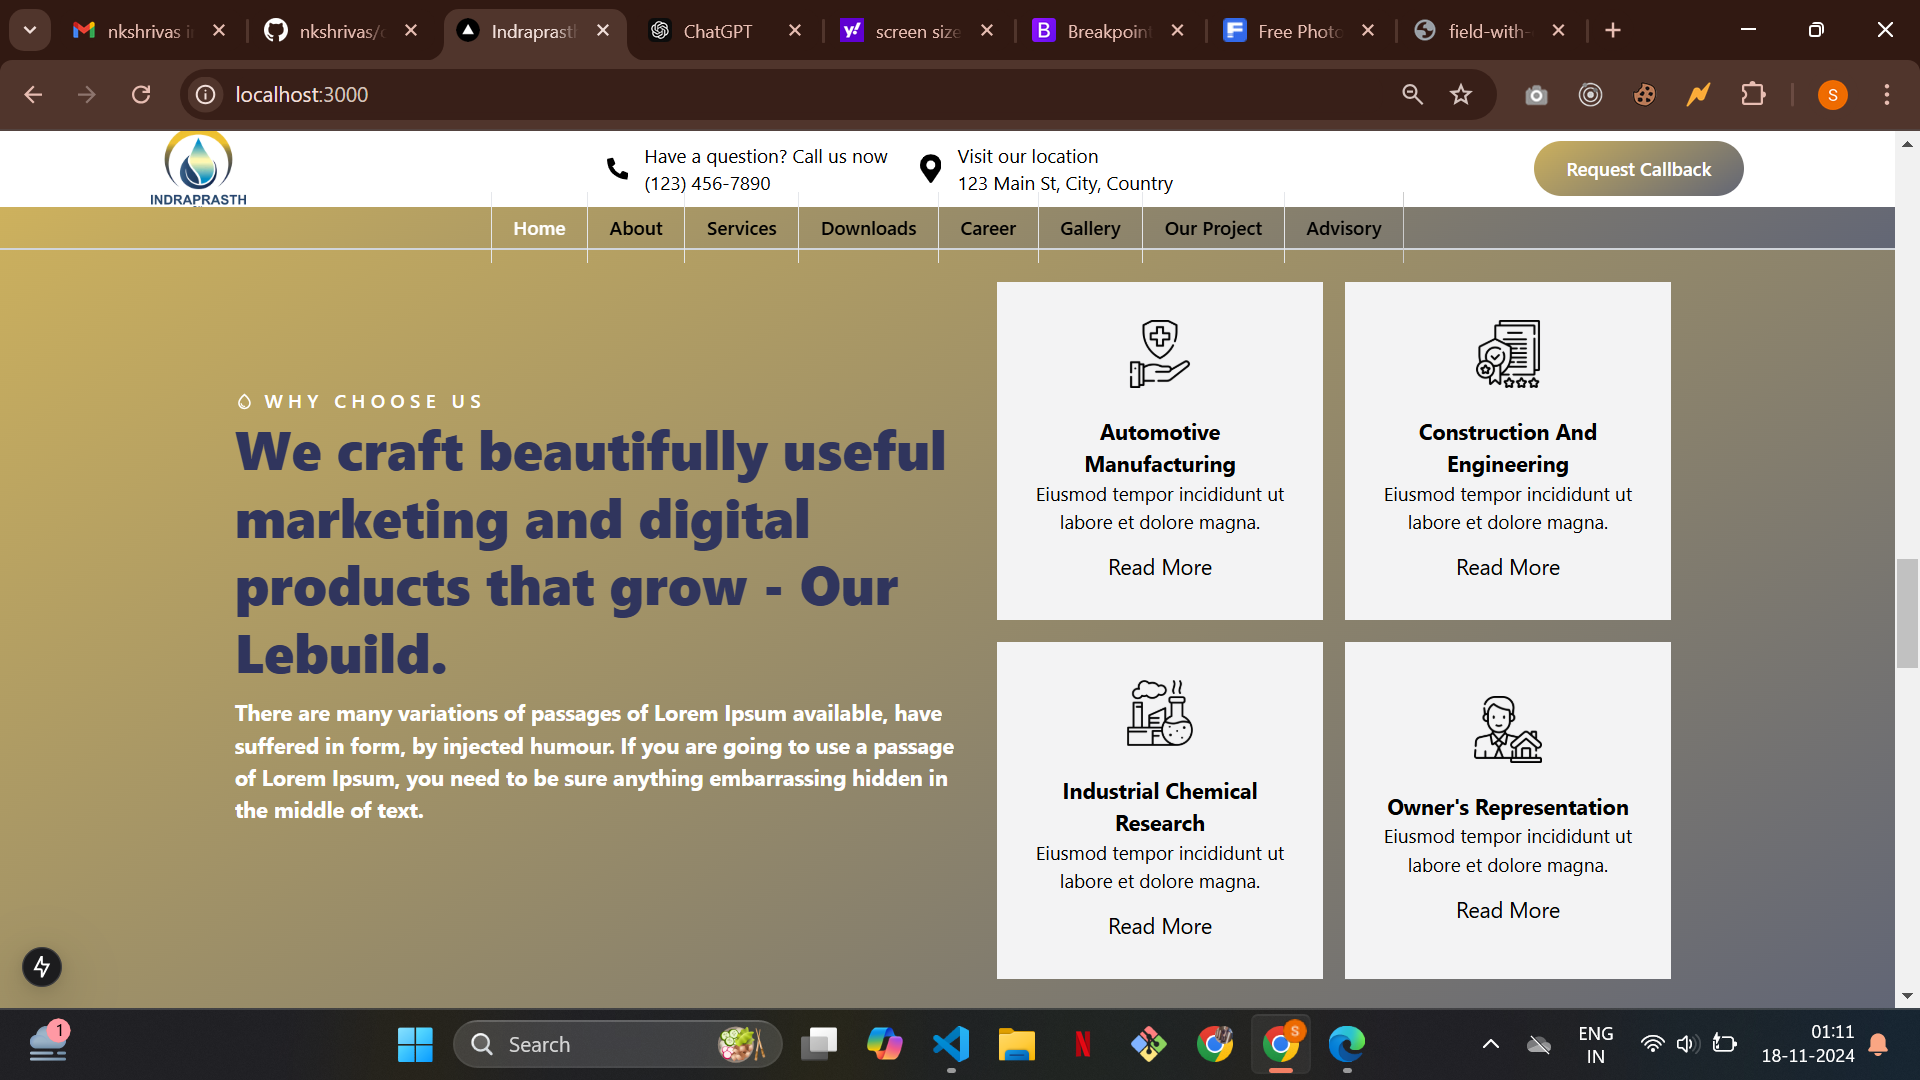 nkshrivas i
nkshrivas/c
Indraprasth
ChatGPT
screen size
Breakpoint
Free Photo
field-with-
localhost:3000
S
INDRAPRASTH
Have a question? Call us now
(123) 456-7890
Visit our location
123 Main St, City, Country
Request Callback
Home
About
Services
Downloads
Career
Gallery
Our Project
Advisory
WHY CHOOSE US
We craft beautifully useful
marketing and digital
products that grow - Our
Lebuild.
There are many variations of passages of Lorem Ipsum available, have
suffered in form, by injected humour. If you are going to use a passage
of Lorem Ipsum, you need to be sure anything embarrassing hidden in
the middle of text.
Automotive
Manufacturing
Eiusmod tempor incididunt ut
labore et dolore magna.
Read More
Construction And
Engineering
Eiusmod tempor incididunt ut
labore et dolore magna.
Read More
Industrial Chemical
Research
Eiusmod tempor incididunt ut
labore et dolore magna.
Read More
Owner's Representation
Eiusmod tempor incididunt ut
labore et dolore magna.
Read More
1
Search
S
ENG
IN
01:11
18-11-2024